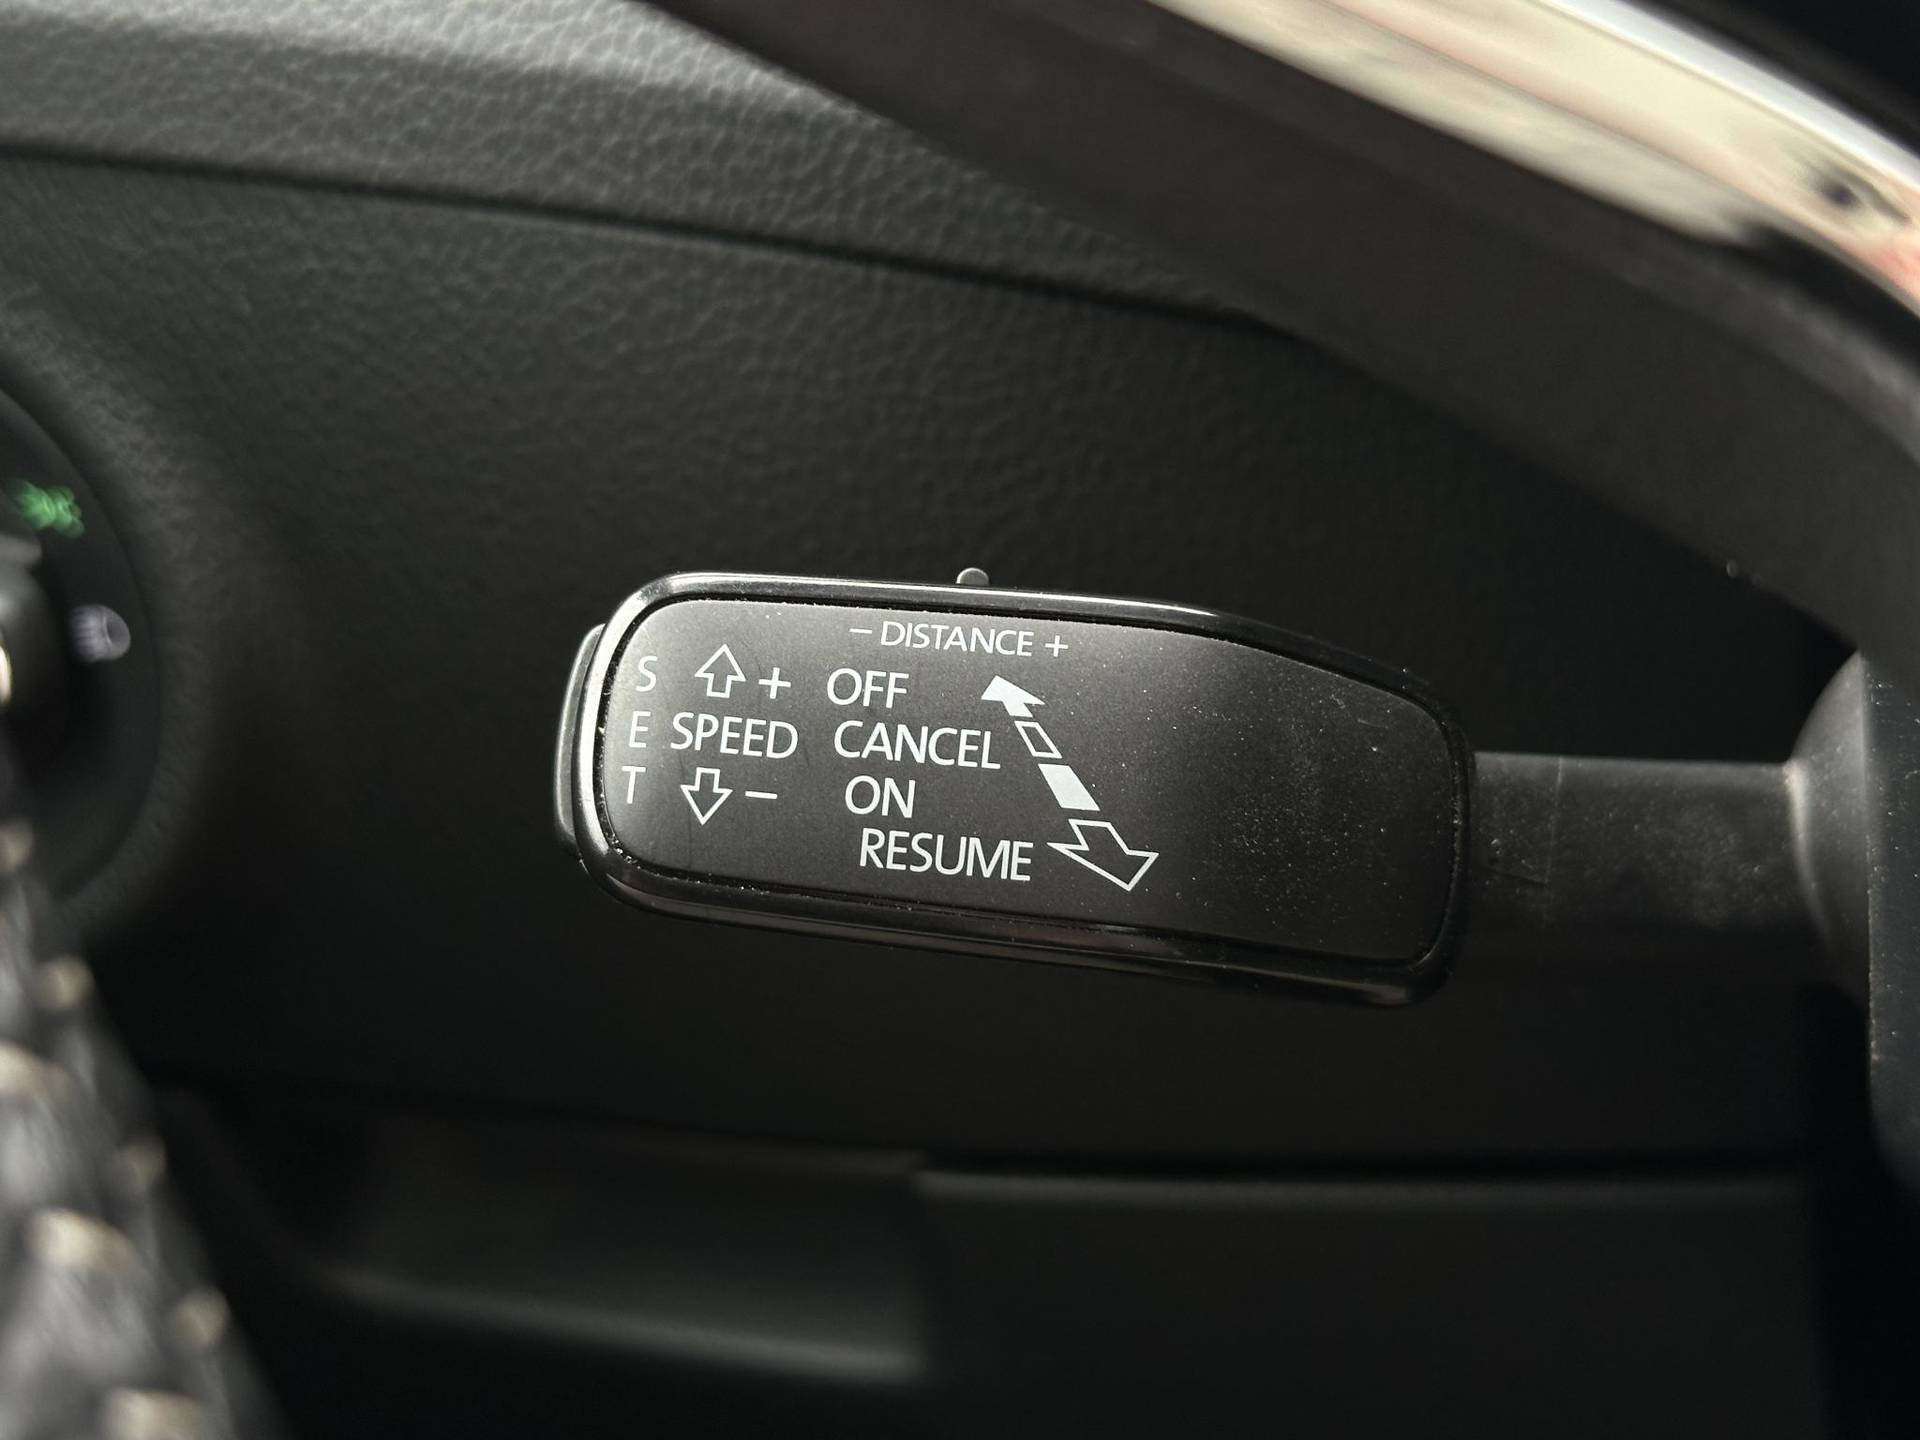 − DISTANCE +
S + OFF
E SPEED CANCEL
T − ON
RESUME